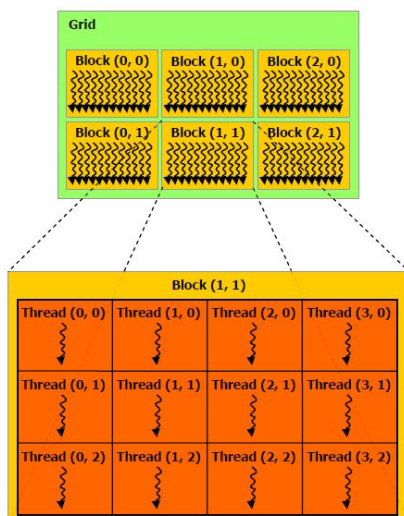 Grid
Block (0, 0) Block (1, 0) Block (2, 0)
Block (0, 1) Block (1, 1) Block (2, 1)
Block (1, 1)
Thread (0, 0) Thread (1, 0) Thread (2, 0) Thread (3, 0)
Thread (0, 1) Thread (1, 1) Thread (2, 1) Thread (3, 1)
Thread (0, 2) Thread (1, 2) Thread (2, 2) Thread (3, 2)